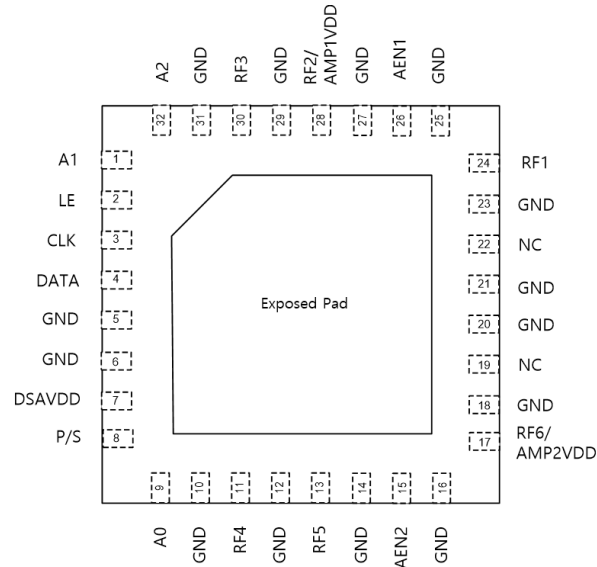 A2
GND
RF3
GND
RF2/
AMP1VDD
GND
AEN1
GND
32
31
30
29
28
27
26
25
A1
1
LE
2
CLK
3
DATA
4
GND
5
GND
6
DSAVDD
7
P/S
8
Exposed Pad
24
RF1
23
GND
22
NC
21
GND
20
GND
19
NC
18
GND
17
RF6/
AMP2VDD
9
10
11
12
13
14
15
16
A0
GND
RF4
GND
RF5
GND
AEN2
GND